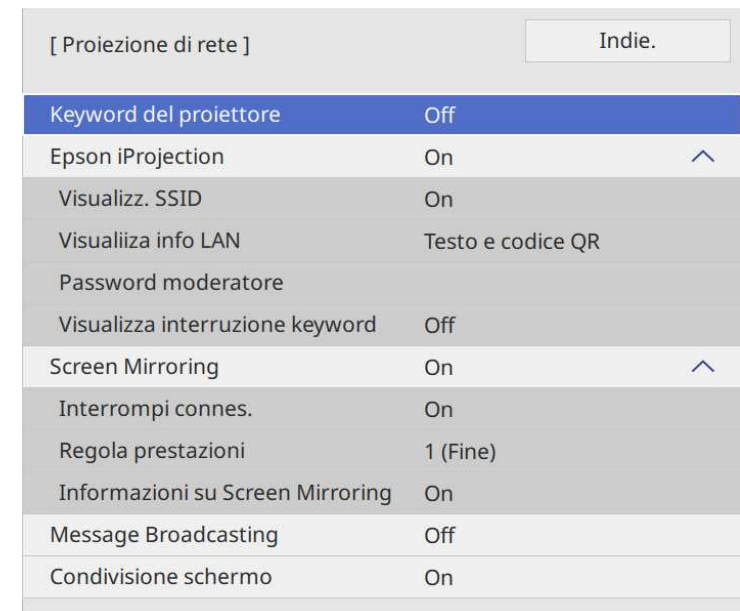 [ Proiezione di rete ] Indie.
Keyword del proiettore Off
Epson iProjection On
Visualizz. SSID On
Visualiiza info LAN Testo e codice QR
Password moderatore
Visualizza interruzione keyword Off
Screen Mirroring On
Interrompi connes. On
Regola prestazioni 1 (Fine)
Informazioni su Screen Mirroring On
Message Broadcasting Off
Condivisione schermo On